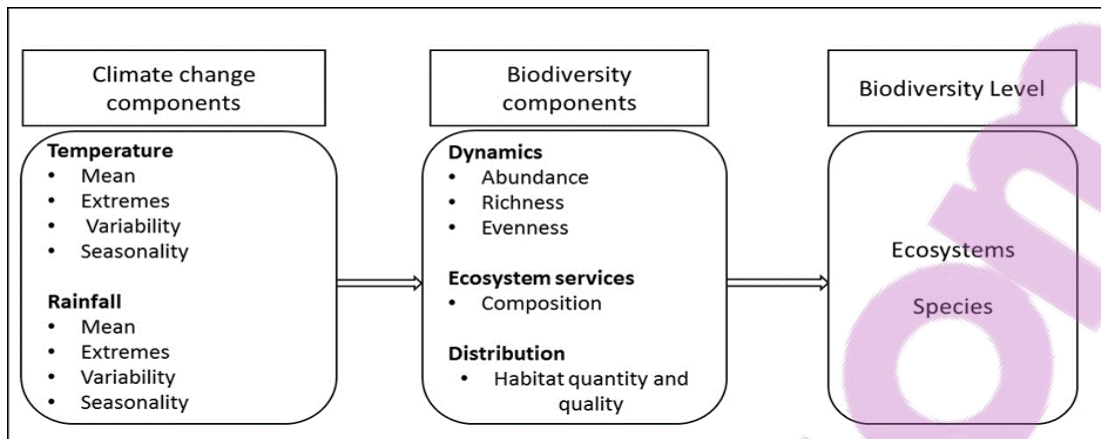 Climate change
components
Temperature
• Mean
• Extremes
• Variability
• Seasonality
Rainfall
• Mean
• Extremes
• Variability
• Seasonality
Biodiversity
components
Dynamics
• Abundance
• Richness
• Evenness
Ecosystem services
• Composition
Distribution
• Habitat quantity and
quality
Biodiversity Level
Ecosystems
Species
om